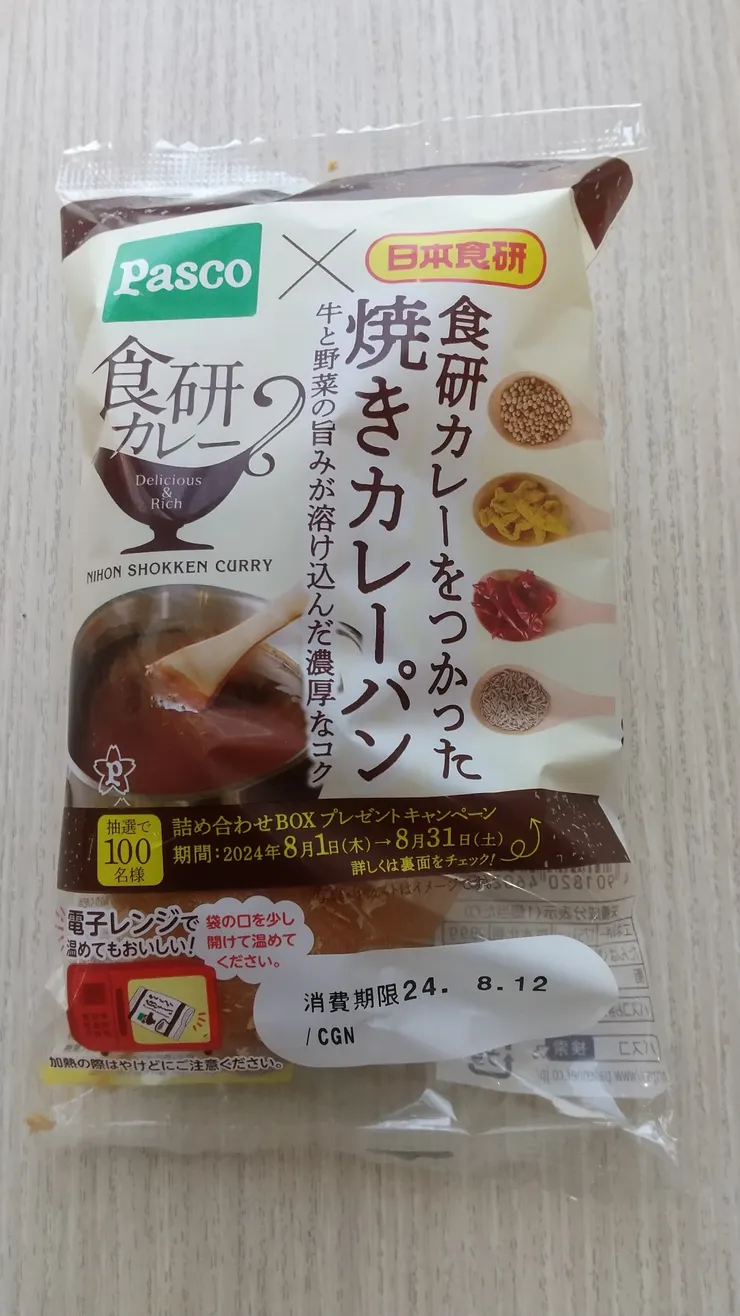 Pasco
×
日本食研
食研カレーをつかった
焼きカレーパン
牛と野菜の旨みが溶け込んだ濃厚なコク
食研
カレー
Delicious
&
Rich
NIHON SHOKKEN CURRY
P
抽選で
100
名様
詰め合わせBOXプレゼントキャンペーン
期間:2024年8月1日(木)→8月31日(土)
詳しくは裏面をチェック!
電子レンジで
温めてもおいしい!
袋の口を少し
開けて温めて
ください。
加熱の際はやけどにご注意ください。
消費期限24. 8.12
/CGN